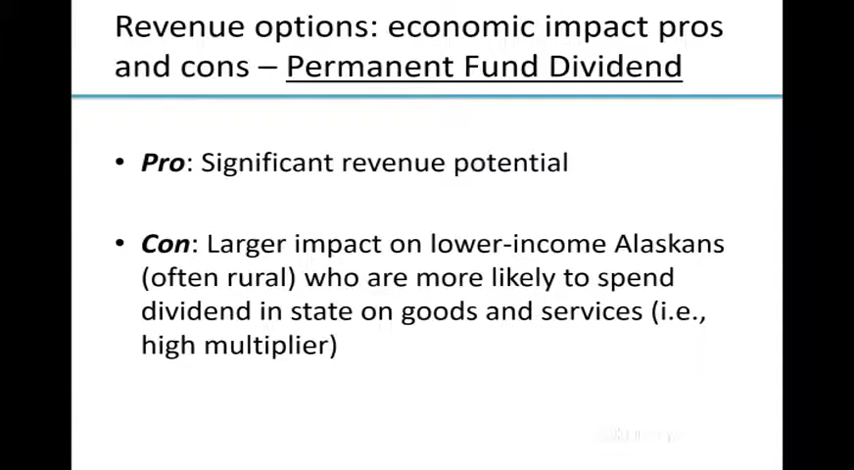 Revenue options: economic impact pros
and cons – Permanent Fund Dividend
• Pro: Significant revenue potential
• Con: Larger impact on lower-income Alaskans
(often rural) who are more likely to spend
dividend in state on goods and services (i.e.,
high multiplier)